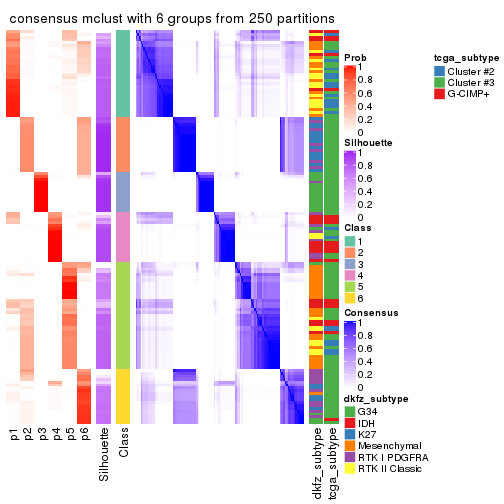 consensus mclust with 6 groups from 250 partitions
Prob
1
0.8
0.6
0.4
0.2
0
Silhouette
1
0.8
0.6
0.4
0.2
0
Class
1
2
3
4
5
6
Consensus
1
0.8
0.6
0.4
0.2
0
dkfz_subtype
G34
IDH
K27
Mesenchymal
RTK I PDGFRA
RTK II Classic
tcga_subtype
Cluster #2
Cluster #3
G-CIMP+
p1
p2
p3
p4
p5
p6
Silhouette
Class
dkfz_subtype
tcga_subtype